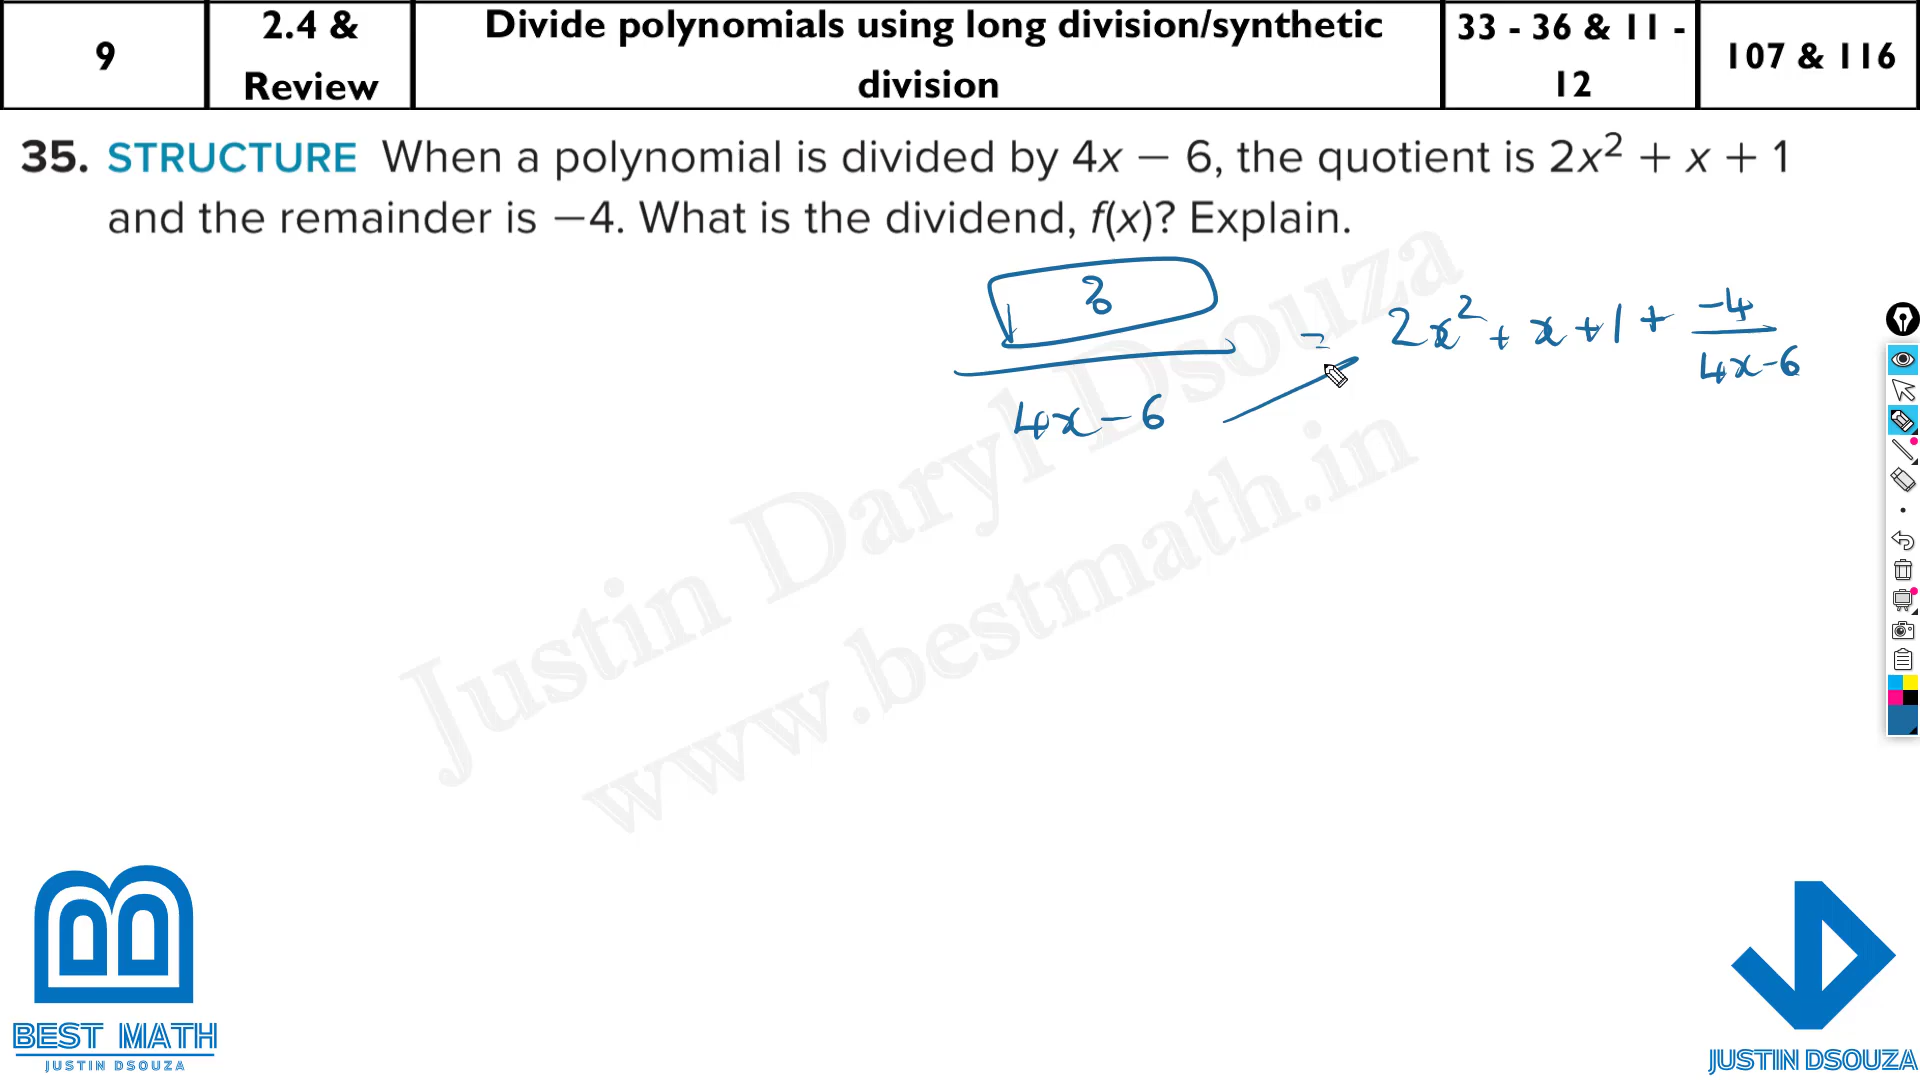 9
2.4 &
Review
Divide polynomials using long division/synthetic
division
33 - 36 & 11 -
12
107 & 116
35. STRUCTURE When a polynomial is divided by 4x − 6, the quotient is 2x² + x + 1
and the remainder is −4. What is the dividend, f(x)? Explain.
?
4x − 6
= 2x² + x + 1 + −4
4x − 6
Justin Daryl Dsouza
www.bestmath.in
BEST MATH
JUSTIN DSOUZA
JUSTIN DSOUZA